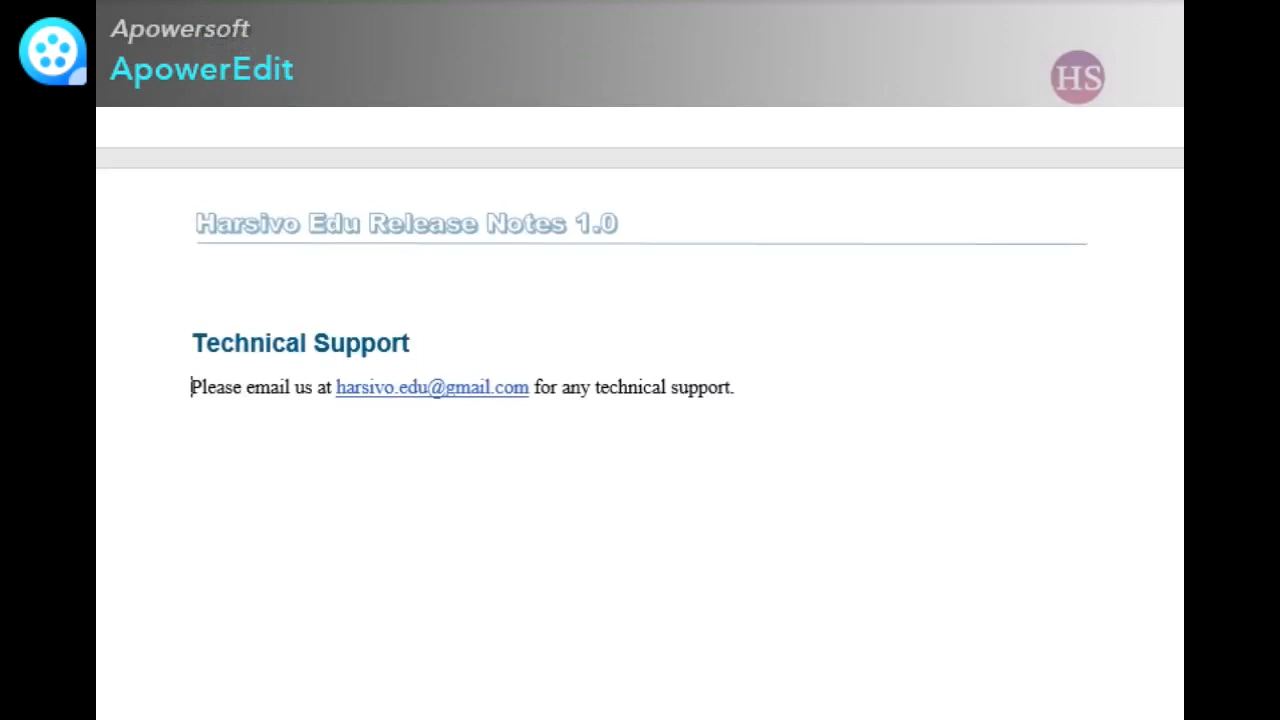 Apowersoft
ApowerEdit
HS
Harsivo Edu Release Notes 1.0
Technical Support
Please email us at harsivo.edu@gmail.com for any technical support.